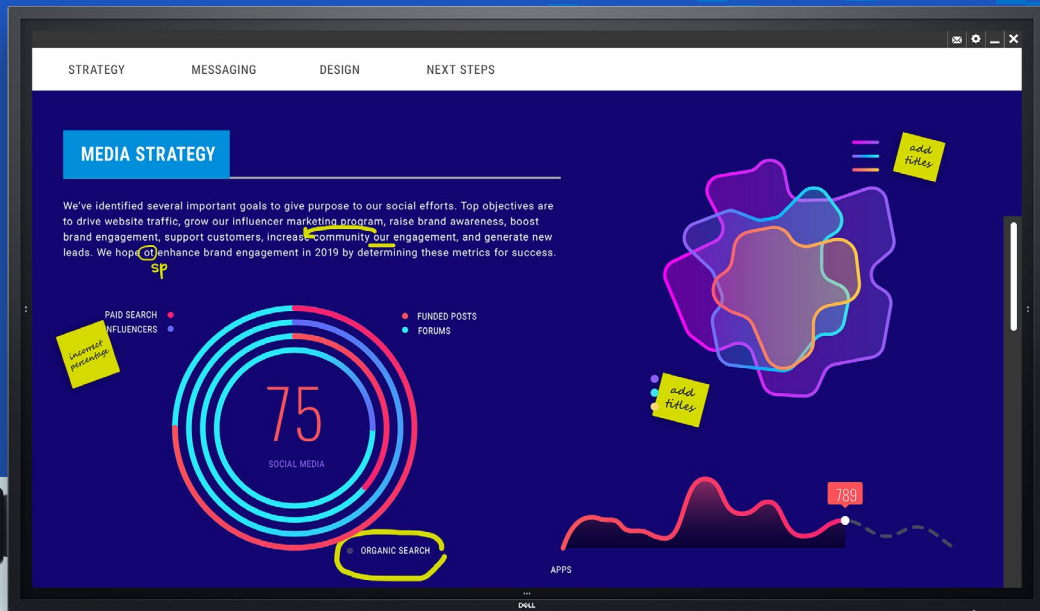 STRATEGY MESSAGING DESIGN NEXT STEPS
MEDIA STRATEGY
We've identified several important goals to give purpose to our social efforts. Top objectives are
to drive website traffic, grow our influencer marketing program, raise brand awareness, boost
brand engagement, support customers, increase community our engagement, and generate new
leads. We hope ot enhance brand engagement in 2019 by determining these metrics for success.
sp
add
titles
PAID SEARCH
NFLUENCERS
FUNDED POSTS
FORUMS
incorrect
percentage
75
SOCIAL MEDIA
ORGANIC SEARCH
add
titles
789
APPS
DELL